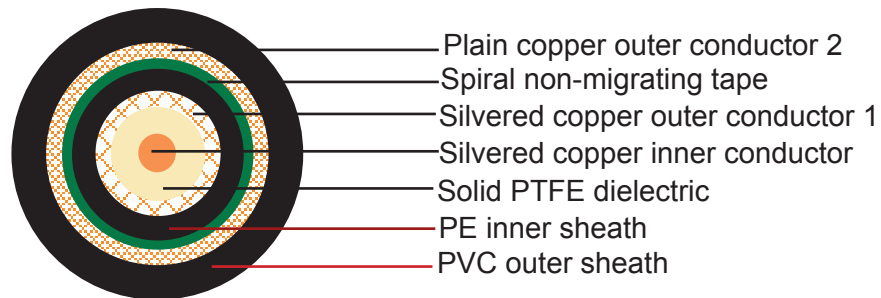 Plain copper outer conductor 2
Spiral non-migrating tape
Silvered copper outer conductor 1
Silvered copper inner conductor
Solid PTFE dielectric
PE inner sheath
PVC outer sheath